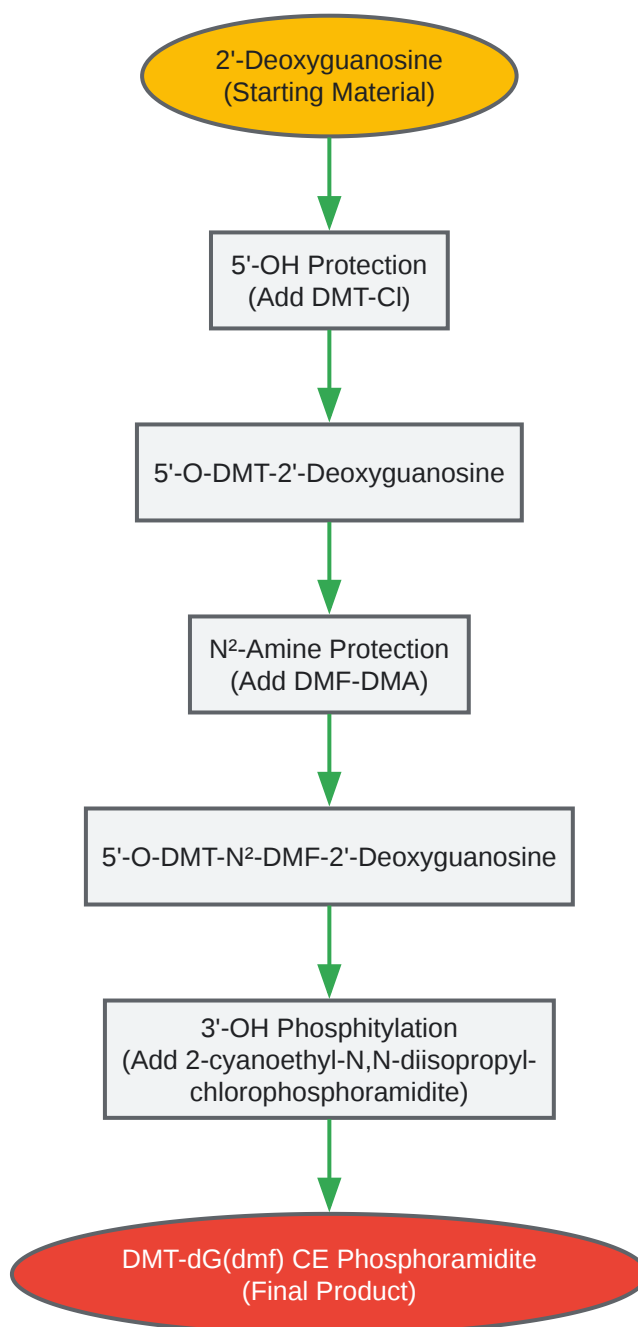 2'-Deoxyguanosine
(Starting Material)
5'-OH Protection
(Add DMT-Cl)
5'-O-DMT-2'-Deoxyguanosine
N²-Amine Protection
(Add DMF-DMA)
5'-O-DMT-N²-DMF-2'-Deoxyguanosine
3'-OH Phosphitylation
(Add 2-cyanoethyl-N,N-diisopropyl-
chlorophosphoramidite)
DMT-dG(dmf) CE Phosphoramidite
(Final Product)